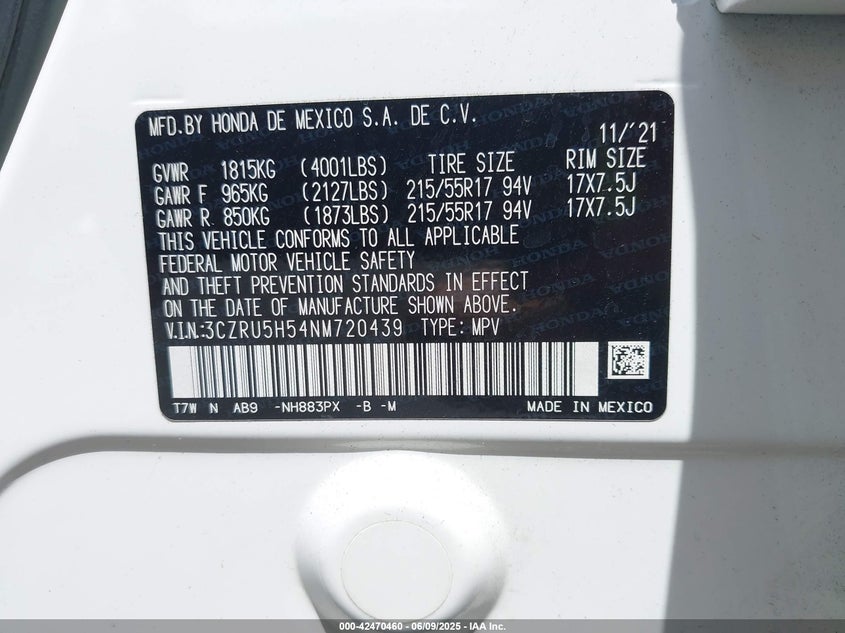 MFD.BY HONDA DE MEXICO S.A. DE C.V.
11/'21
GVWR 1815KG (4001LBS) TIRE SIZE RIM SIZE
GAWR F 965KG (2127LBS) 215/55R17 94V 17X7.5J
GAWR R. 850KG (1873LBS) 215/55R17 94V 17X7.5J
THIS VEHICLE CONFORMS TO ALL APPLICABLE
FEDERAL MOTOR VEHICLE SAFETY
AND THEFT PREVENTION STANDARDS IN EFFECT
ON THE DATE OF MANUFACTURE SHOWN ABOVE.
V.I.N.:3CZRU5H54NM720439 TYPE: MPV
T7W N AB9 -NH883PX -B -M MADE IN MEXICO
000-42470460 - 06/09/2025 - IAA Inc.